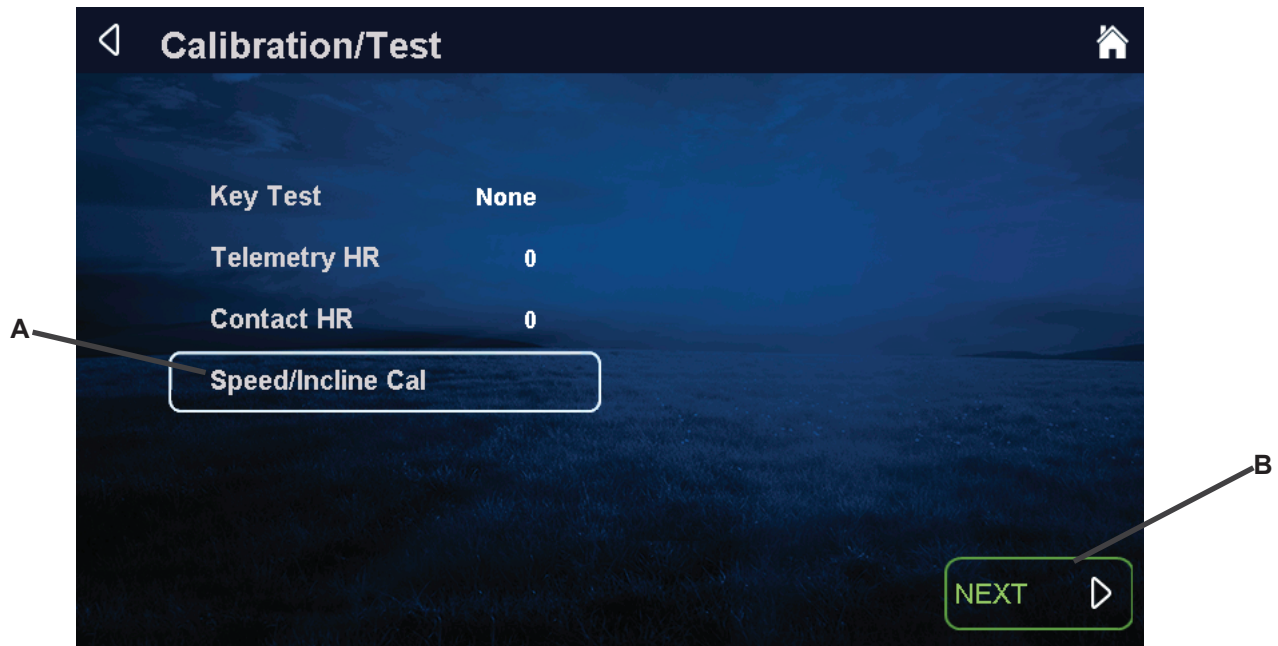 Calibration/Test
Key Test None
Telemetry HR 0
Contact HR 0
A
Speed/Incline Cal
B
NEXT